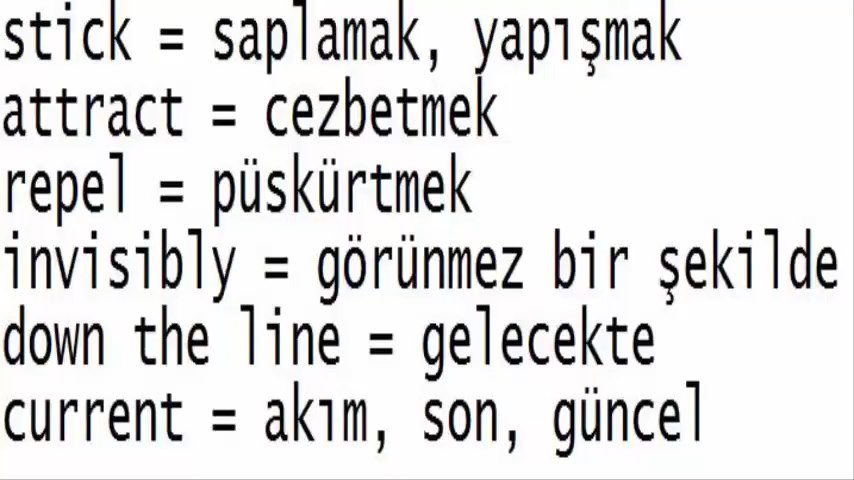 stick = saplamak, yapışmak
attract = cezbetmek
repel = püskürtmek
invisibly = görünmez bir şekilde
down the line = gelecekte
current = akım, son, güncel